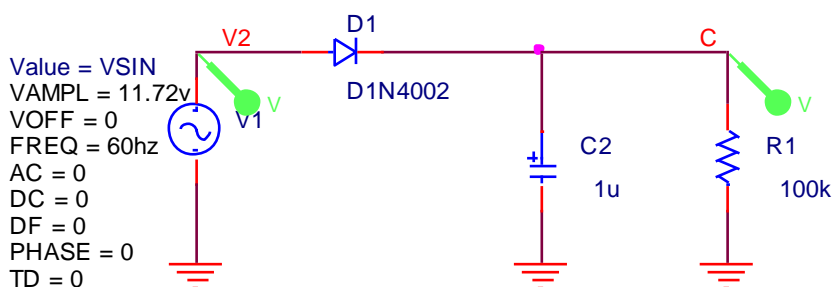 D1
V2
C
Value = VSIN
VAMPL = 11.72v
D1N4002
V
V
VOFF = 0
V1
FREQ = 60hz
C2
R1
AC = 0
1u
100k
DC = 0
DF = 0
PHASE = 0
TD = 0